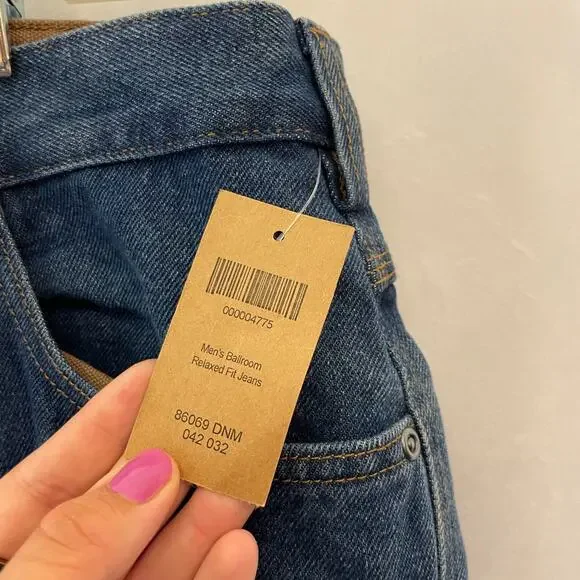 000004775
Men's Ballroom
Relaxed Fit Jeans
86069 DNM
042 032